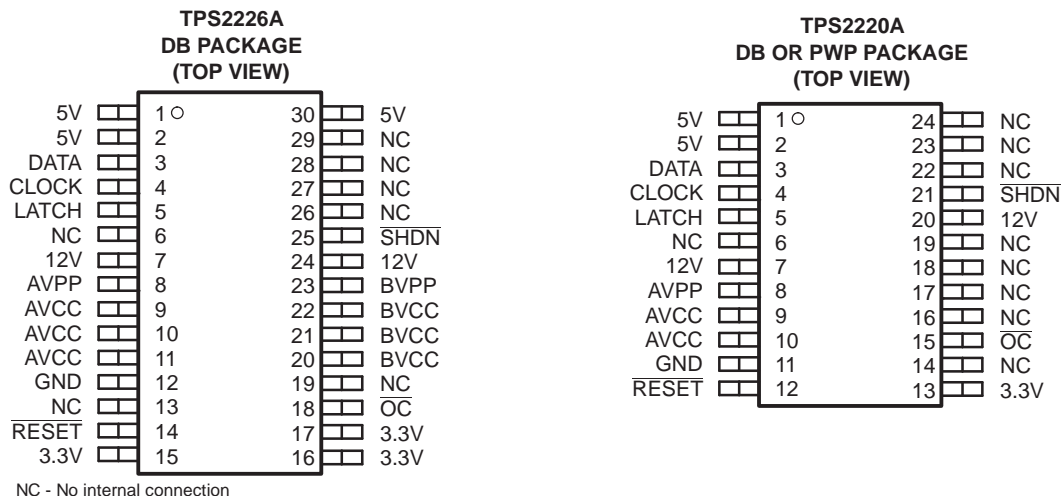 TPS2226A
DB PACKAGE
(TOP VIEW)
5V 1 30 5V
5V 2 29 NC
DATA 3 28 NC
CLOCK 4 27 NC
LATCH 5 26 NC
NC 6 25 S̅H̅D̅N̅
12V 7 24 12V
AVPP 8 23 BVPP
AVCC 9 22 BVCC
AVCC 10 21 BVCC
AVCC 11 20 BVCC
GND 12 19 NC
NC 13 18 O̅C̅
R̅E̅S̅E̅T̅ 14 17 3.3V
3.3V 15 16 3.3V
NC - No internal connection
TPS2220A
DB OR PWP PACKAGE
(TOP VIEW)
5V 1 24 NC
5V 2 23 NC
DATA 3 22 NC
CLOCK 4 21 S̅H̅D̅N̅
LATCH 5 20 12V
NC 6 19 NC
12V 7 18 NC
AVPP 8 17 NC
AVCC 9 16 NC
AVCC 10 15 O̅C̅
GND 11 14 NC
R̅E̅S̅E̅T̅ 12 13 3.3V